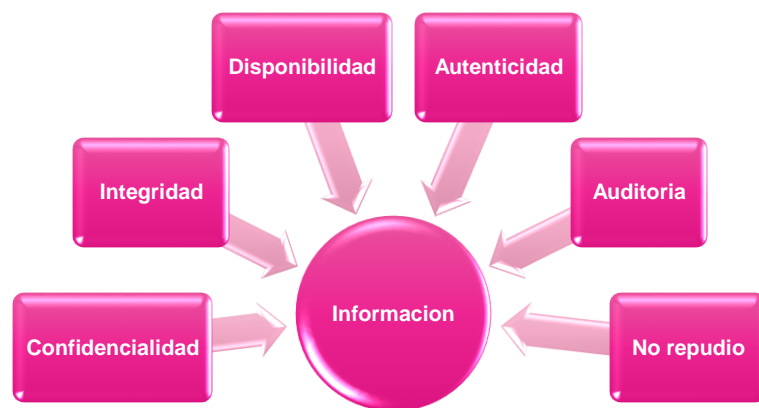 Disponibilidad
Autenticidad
Integridad
Auditoria
Confidencialidad
Informacion
No repudio